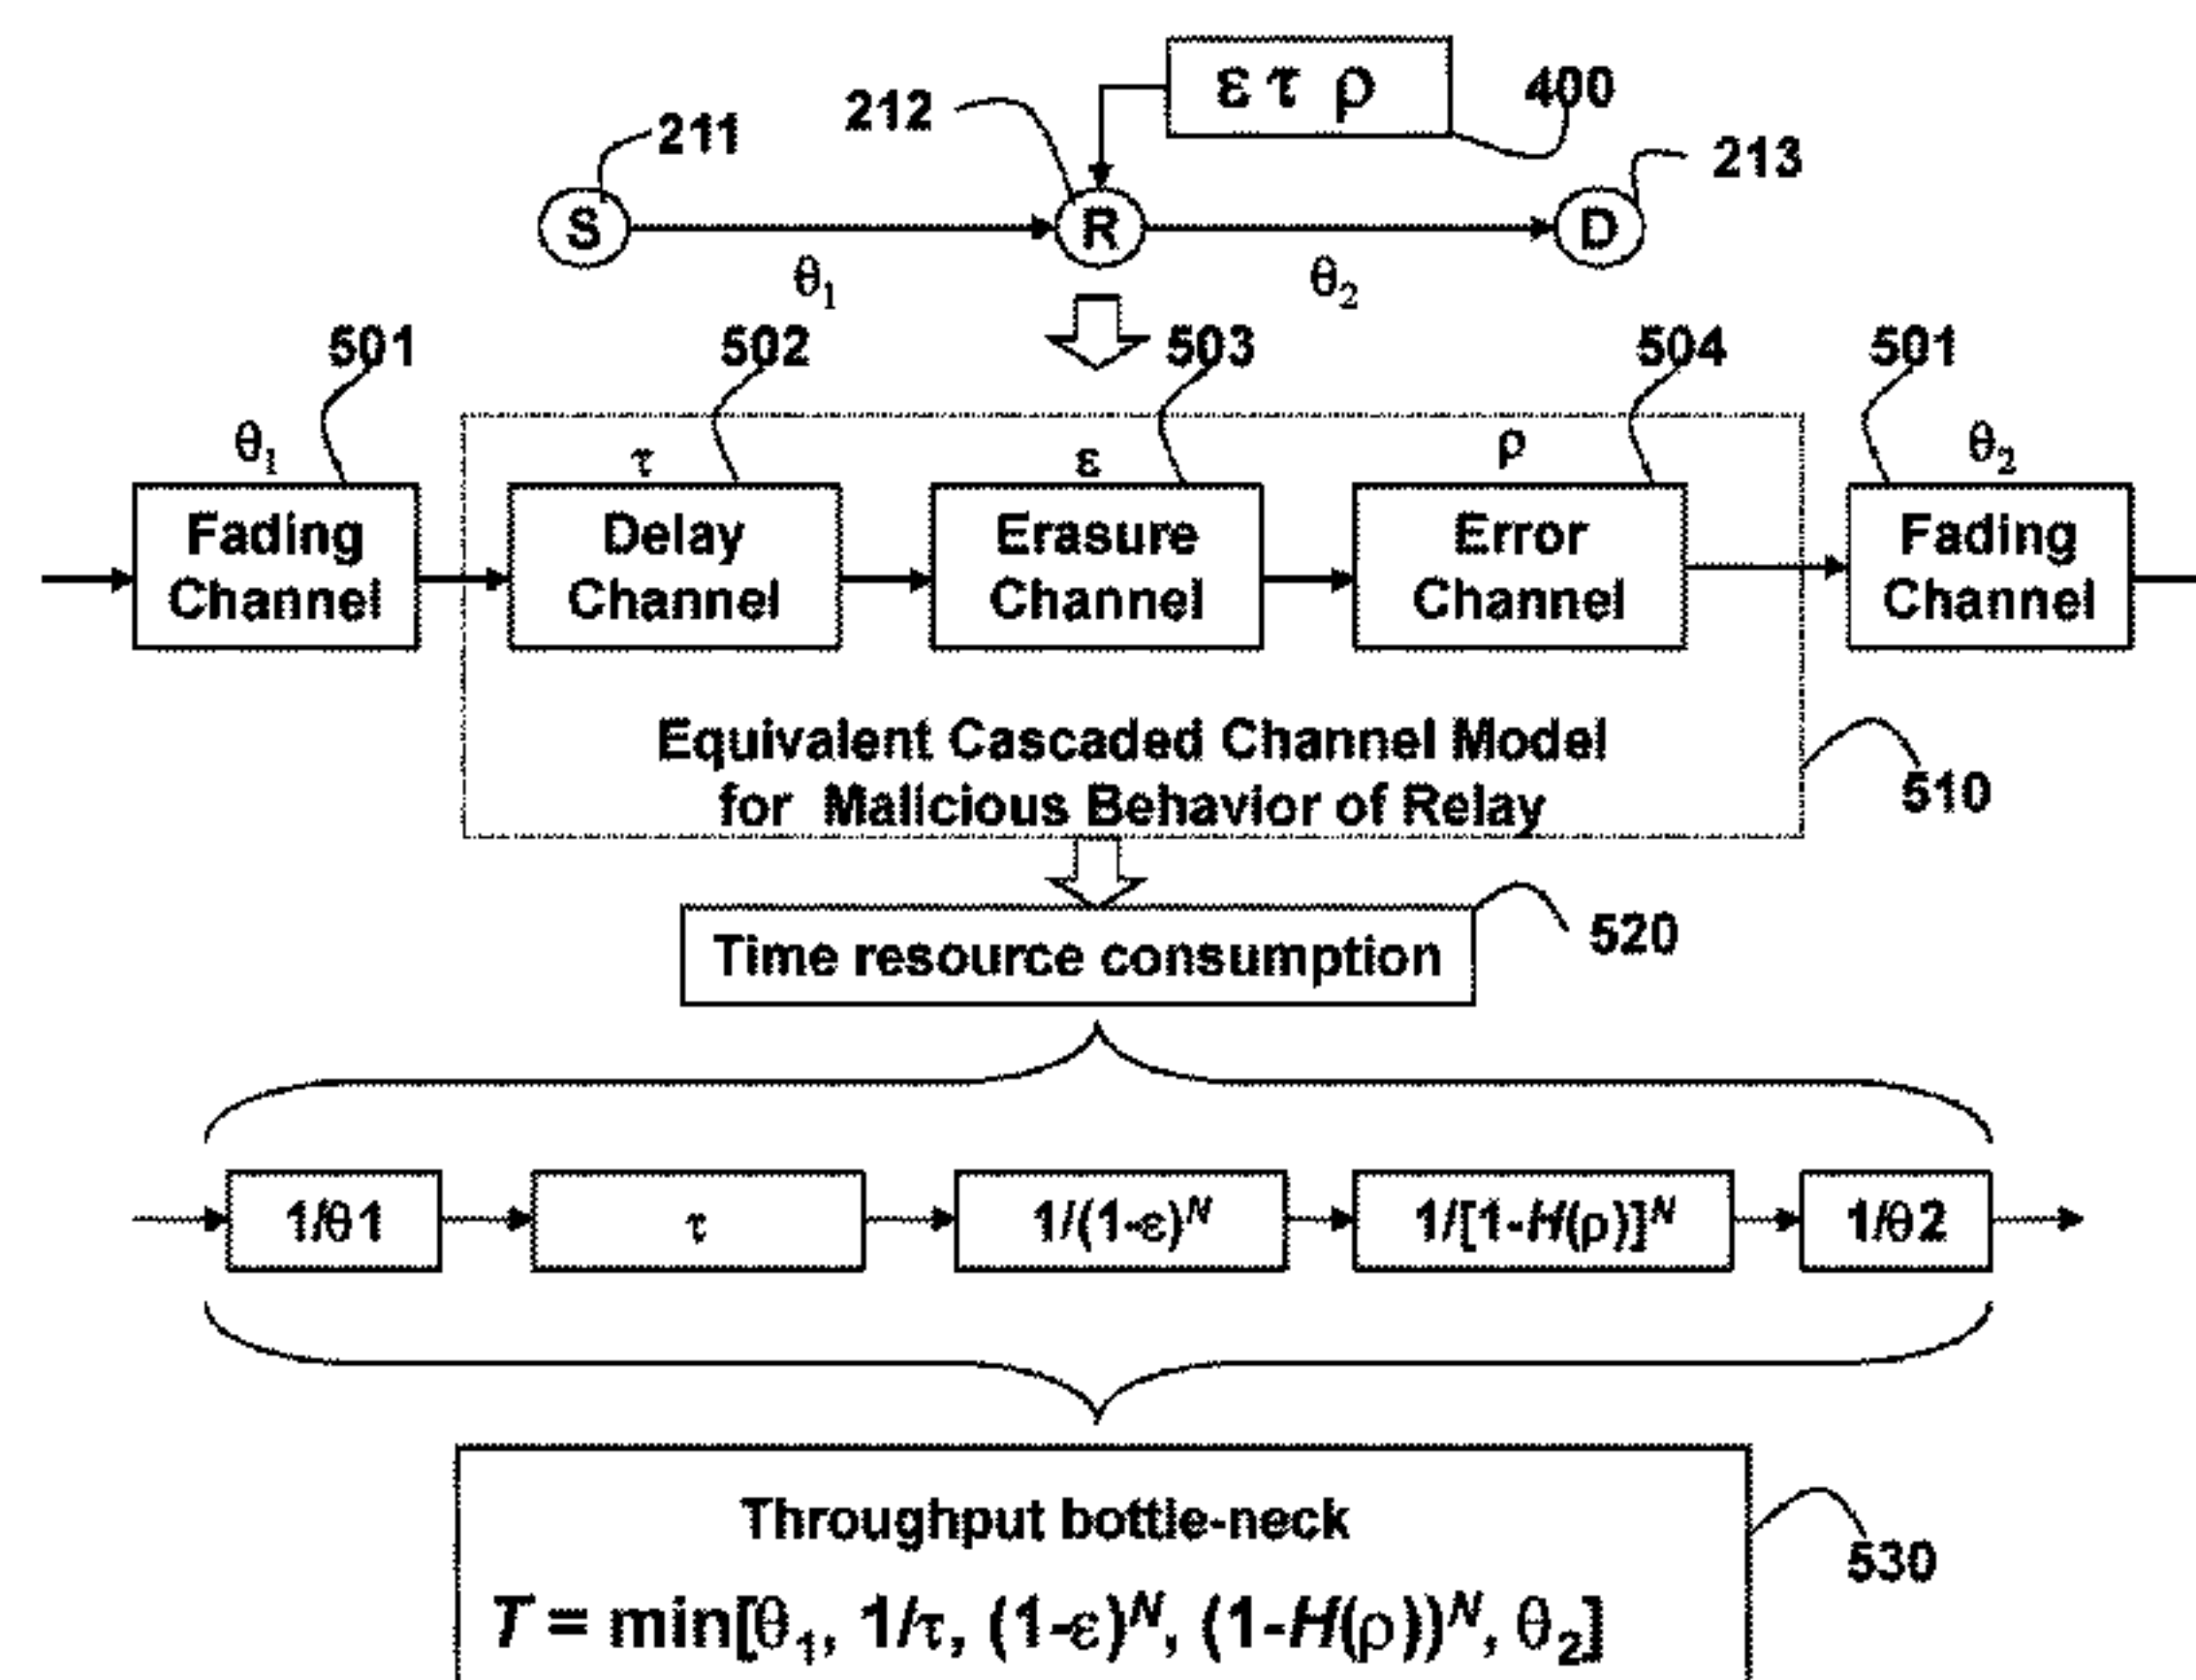 ε τ ρ
400
212
211
213
S
R
D
θ₁
θ₂
501
502
503
504
501
θ₁
τ
ε
ρ
θ₂
Fading
Channel
Delay
Channel
Erasure
Channel
Error
Channel
Fading
Channel
Equivalent Cascaded Channel Model
for Malicious Behavior of Relay
510
520
Time resource consumption
1/θ1
τ
1/(1-ε)ᴺ
1/[1-H(ρ)]ᴺ
1/θ2
Throughput bottle-neck
530
T = min[θ₁, 1/τ, (1-ε)ᴺ, (1-H(ρ))ᴺ, θ₂]